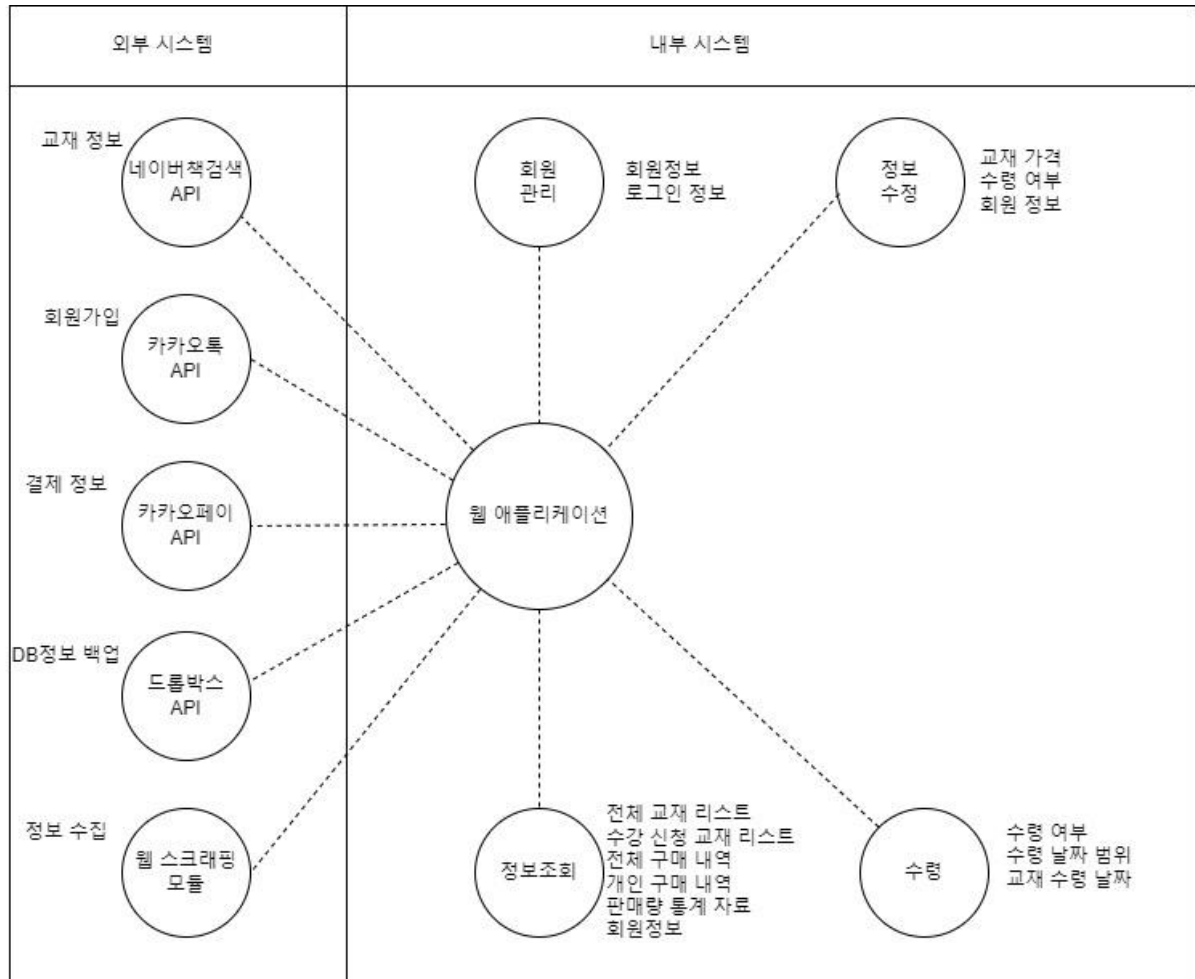 외부 시스템
내부 시스템
교재 정보
네이버책검색
API
회원가입
카카오톡
API
결제 정보
카카오페이
API
DB정보 백업
드롭박스
API
정보 수집
웹 스크래핑
모듈
회원
관리
회원정보
로그인 정보
정보
수정
교재 가격
수령 여부
회원 정보
웹 애플리케이션
정보조회
전체 교재 리스트
수강 신청 교재 리스트
전체 구매 내역
개인 구매 내역
판매량 통계 자료
회원정보
수령
수령 여부
수령 날짜 범위
교재 수령 날짜